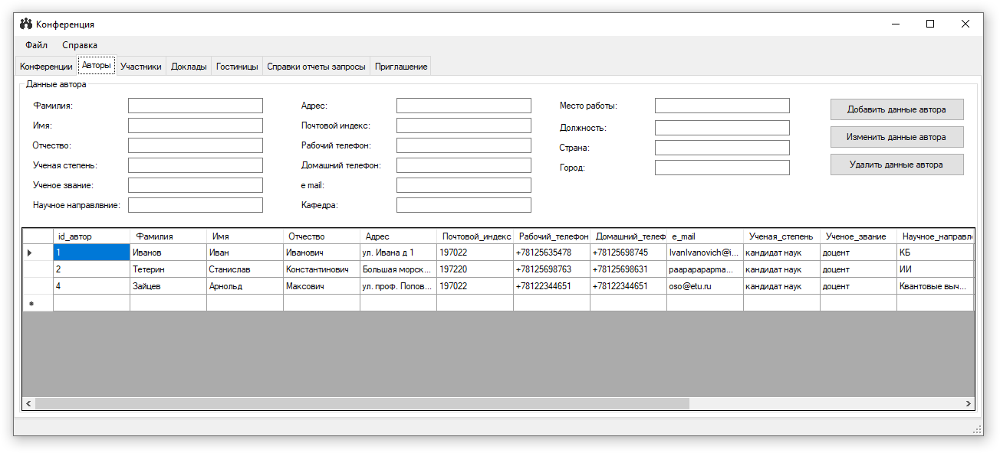 Конференция
Файл Справка
Конференции Авторы Участники Доклады Гостиницы Справки отчеты запросы Приглашение
Данные автора
Фамилия: Адрес: Место работы: Добавить данные автора
Имя: Почтовой индекс: Должность: Изменить данные автора
Отчество: Рабочий телефон: Страна:
Ученая степень: Домашний телефон: Город: Удалить данные автора
Ученое звание: e mail:
Научное направлвние: Кафедра:
id_автор Фамилия Имя Отчество Адрес Почтовой_индекс Рабочий_телефон Домашний_телеф e_mail Ученая_степень Ученое_звание Научное_направл
1 Иванов Иван Иванович ул. Ивана д 1 197022 +78125635478 +78125698745 IvanIvanovich@i... кандидат наук доцент КБ
2 Тетерин Станислав Константинович Большая морск... 197220 +78125698763 +78125698631 paapapapapma... кандидат наук доцент ИИ
4 Зайцев Арнольд Максович ул. проф. Попов... 197022 +78122344651 +78122344651 oso@etu.ru кандидат наук доцент Квантовые выч...